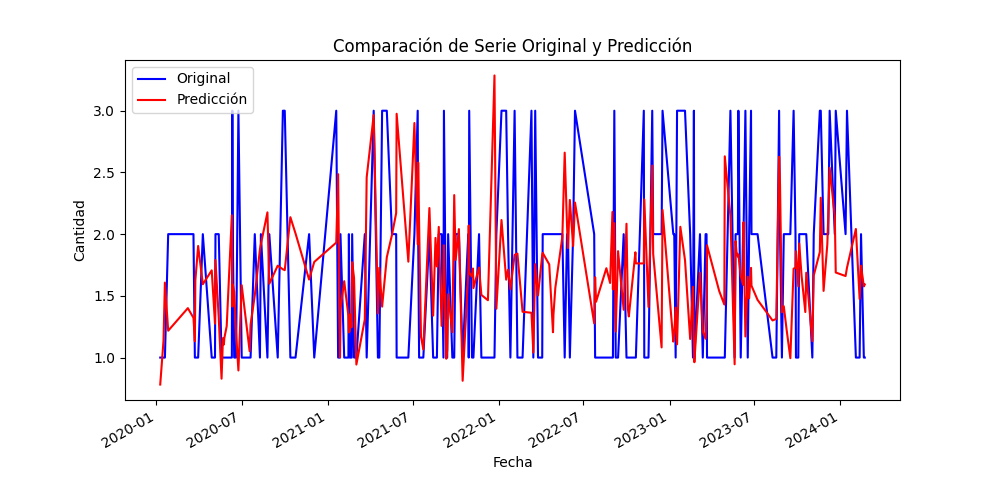 Comparación de Serie Original y Predicción
Original
Predicción
3.0
2.5
2.0
1.5
1.0
Cantidad
2020-01
2020-07
2021-01
2021-07
2022-01
2022-07
2023-01
2023-07
2024-01
Fecha